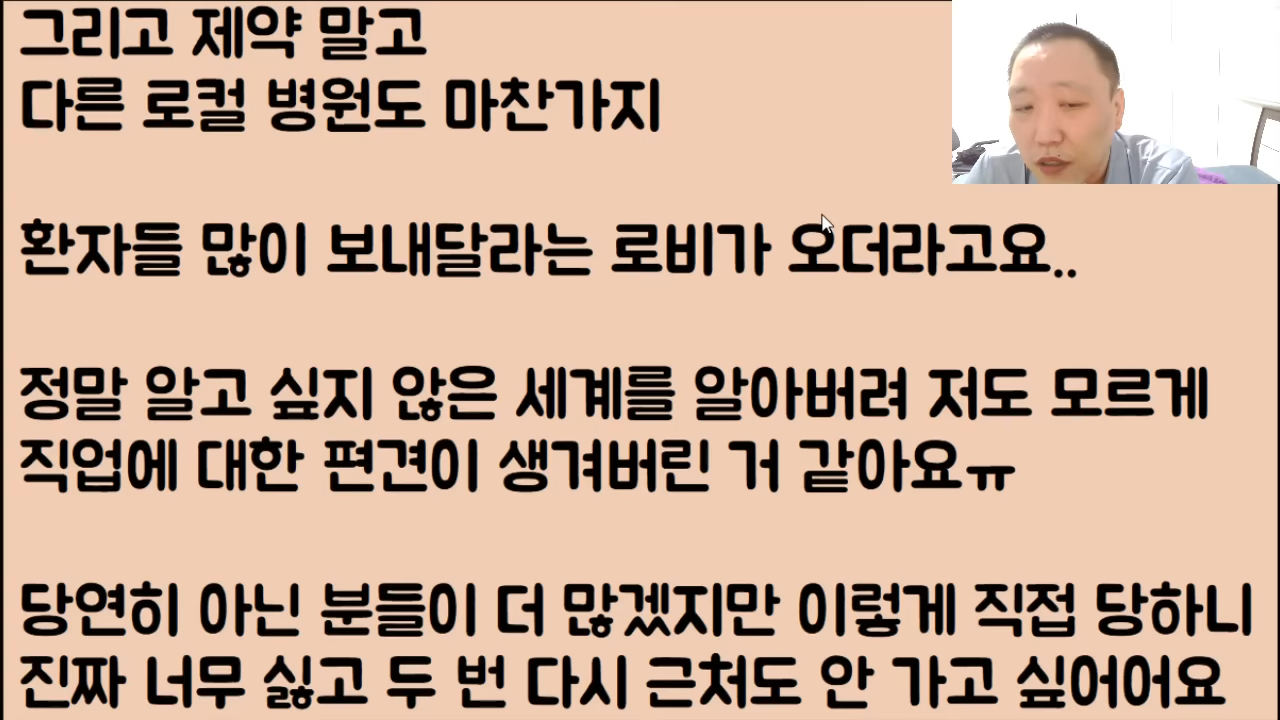 그리고 제약 말고
다른 로컬 병원도 마찬가지
환자들 많이 보내달라는 로비가 오더라고요..
정말 알고 싶지 않은 세계를 알아버려 저도 모르게
직업에 대한 편견이 생겨버린 거 같아요ㅠ
당연히 아닌 분들이 더 많겠지만 이렇게 직접 당하니
진짜 너무 싫고 두 번 다시 근처도 안 가고 싶어어요